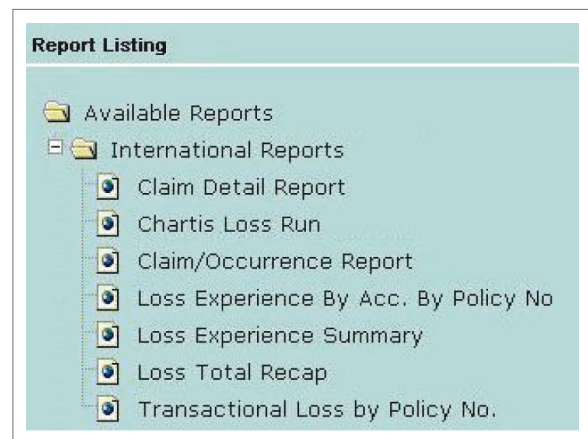 Report Listing
Available Reports
International Reports
Claim Detail Report
Chartis Loss Run
Claim/Occurrence Report
Loss Experience By Acc. By Policy No
Loss Experience Summary
Loss Total Recap
Transactional Loss by Policy No.